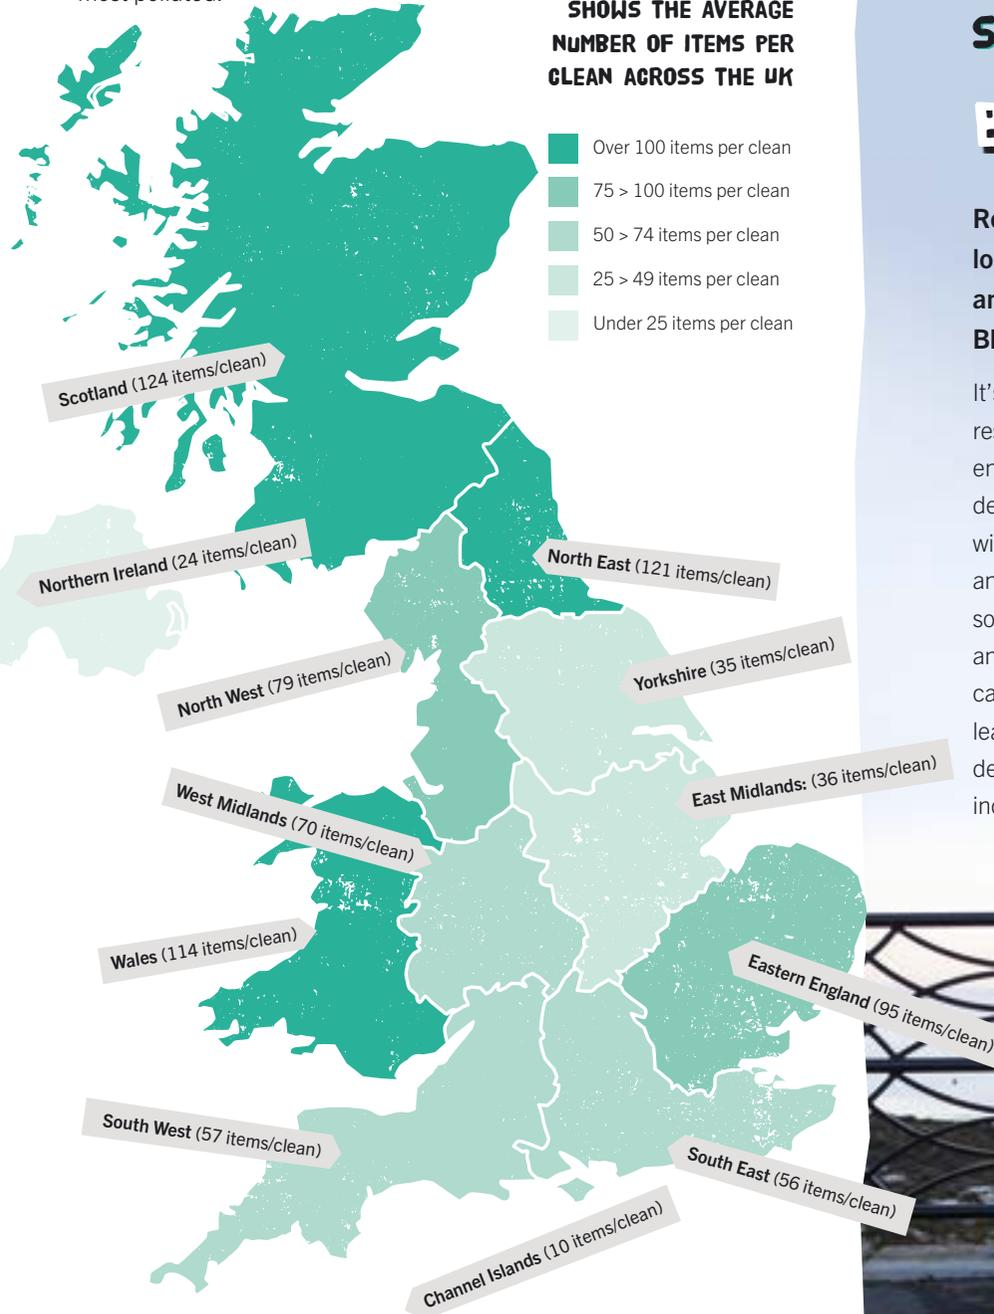 most polluted.
SHOWS THE AVERAGE
NUMBER OF ITEMS PER
CLEAN ACROSS THE UK
Over 100 items per clean
75 > 100 items per clean
50 > 74 items per clean
25 > 49 items per clean
Under 25 items per clean
Scotland (124 items/clean)
Northern Ireland (24 items/clean)
North East (121 items/clean)
North West (79 items/clean)
Yorkshire (35 items/clean)
West Midlands (70 items/clean)
East Midlands: (36 items/clean)
Wales (114 items/clean)
Eastern England (95 items/clean)
South West (57 items/clean)
South East (56 items/clean)
Channel Islands (10 items/clean)
It's